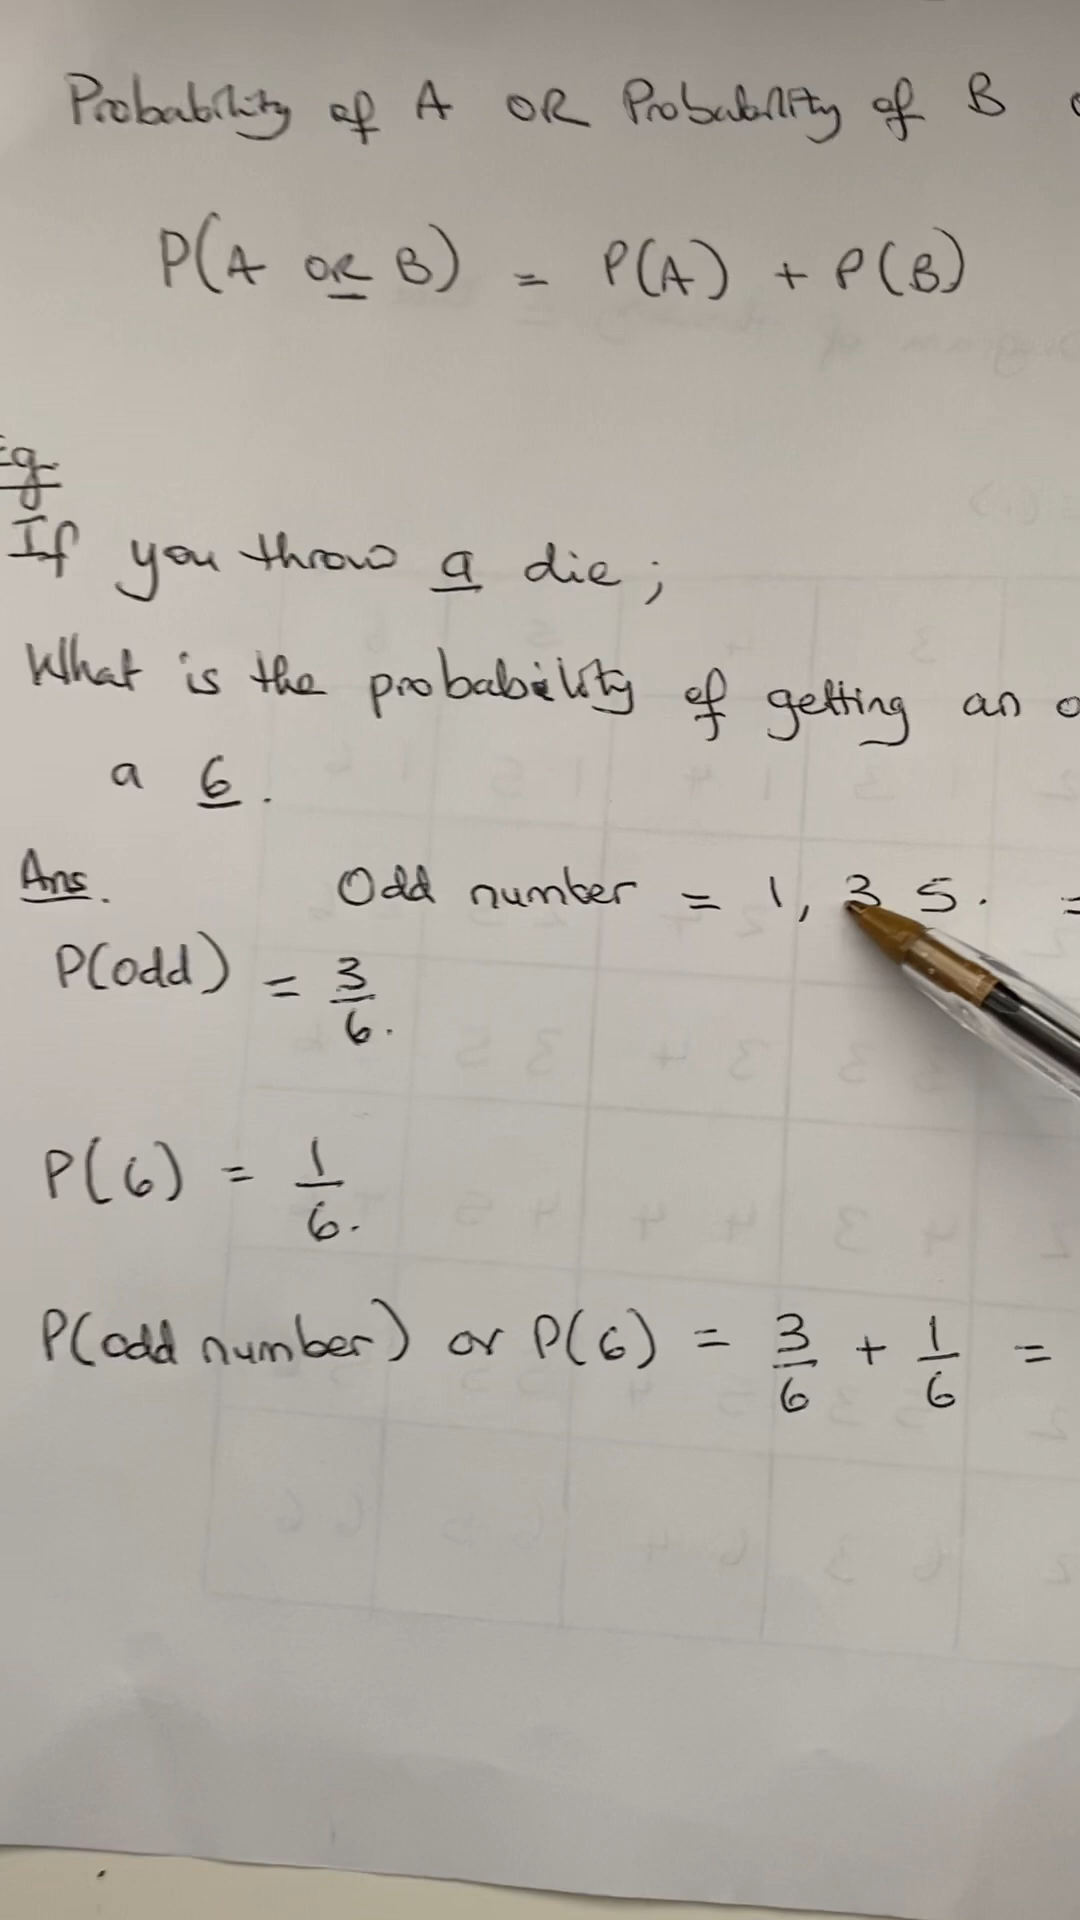 Probability of A OR Probability of B
P(A OR B) = P(A) + P(B)
Eg.
If you throw a die;
What is the probability of getting an
a 6.
Ans. Odd number = 1, 3 5. =
P(odd) = 3/6.
P(6) = 1/6.
P(odd number) or P(6) = 3/6 + 1/6 =